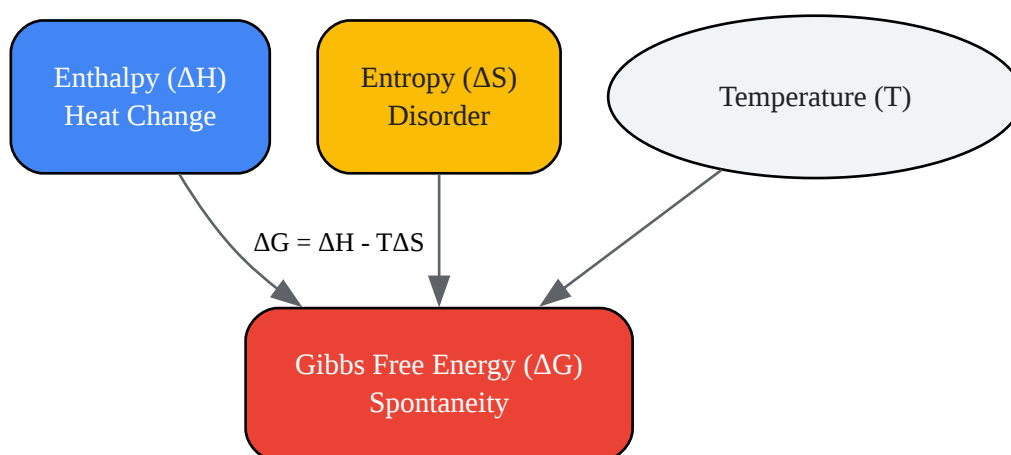 Enthalpy (ΔH)
Heat Change
Entropy (ΔS)
Disorder
Temperature (T)
ΔG = ΔH - TΔS
Gibbs Free Energy (ΔG)
Spontaneity